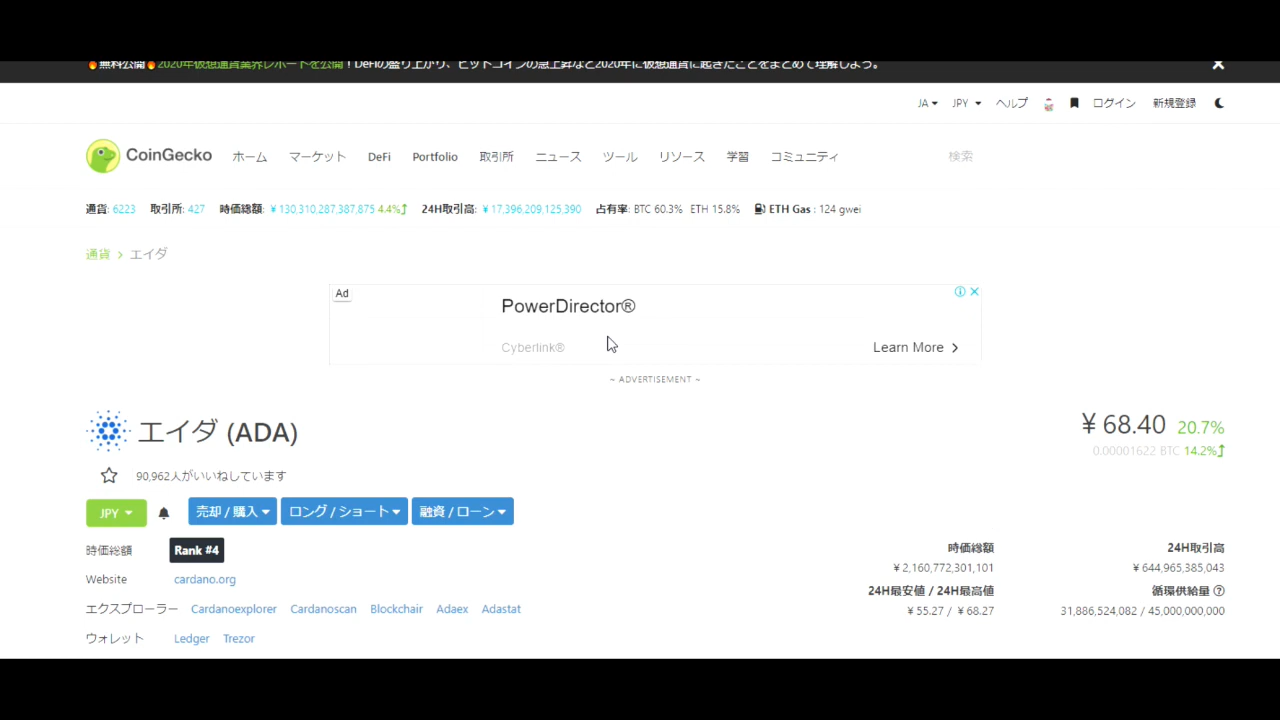 🔥無料公開🔥2020年仮想通貨業界レポートを公開！DeFiの盛り上がり、ビットコインの急上昇など2020年に仮想通貨に起きたことをまとめて理解しよう。
JA JPY ヘルプ ログイン 新規登録
CoinGecko ホーム マーケット DeFi Portfolio 取引所 ニュース ツール リソース 学習 コミュニティ 検索
通貨: 6223 取引所: 427 時価総額: ¥130,310,287,387,875 4.4% 24H取引高: ¥17,396,209,125,390 占有率: BTC 60.3% ETH 15.8% ETH Gas : 124 gwei
通貨 > エイダ
Ad
PowerDirector®
Cyberlink®
Learn More >
~ ADVERTISEMENT ~
エイダ (ADA)
¥68.40 20.7%
0.00001622 BTC 14.2%
90,962人がいいねしています
JPY 売却 / 購入 ロング / ショート 融資 / ローン
時価総額 Rank #4
Website cardano.org
エクスプローラー Cardanoexplorer Cardanoscan Blockchair Adaex Adastat
ウォレット Ledger Trezor
時価総額
¥2,160,772,301,101
24H最安値 / 24H最高値
¥55.27 / ¥68.27
24H取引高
¥644,965,385,043
循環供給量 ?
31,886,524,082 / 45,000,000,000